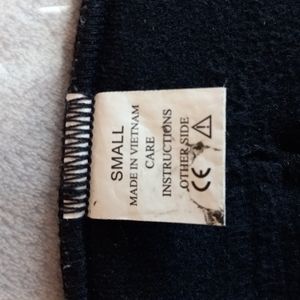 SMALL
MADE IN VIETNAM
CARE
INSTRUCTIONS
OTHER SIDE
CE